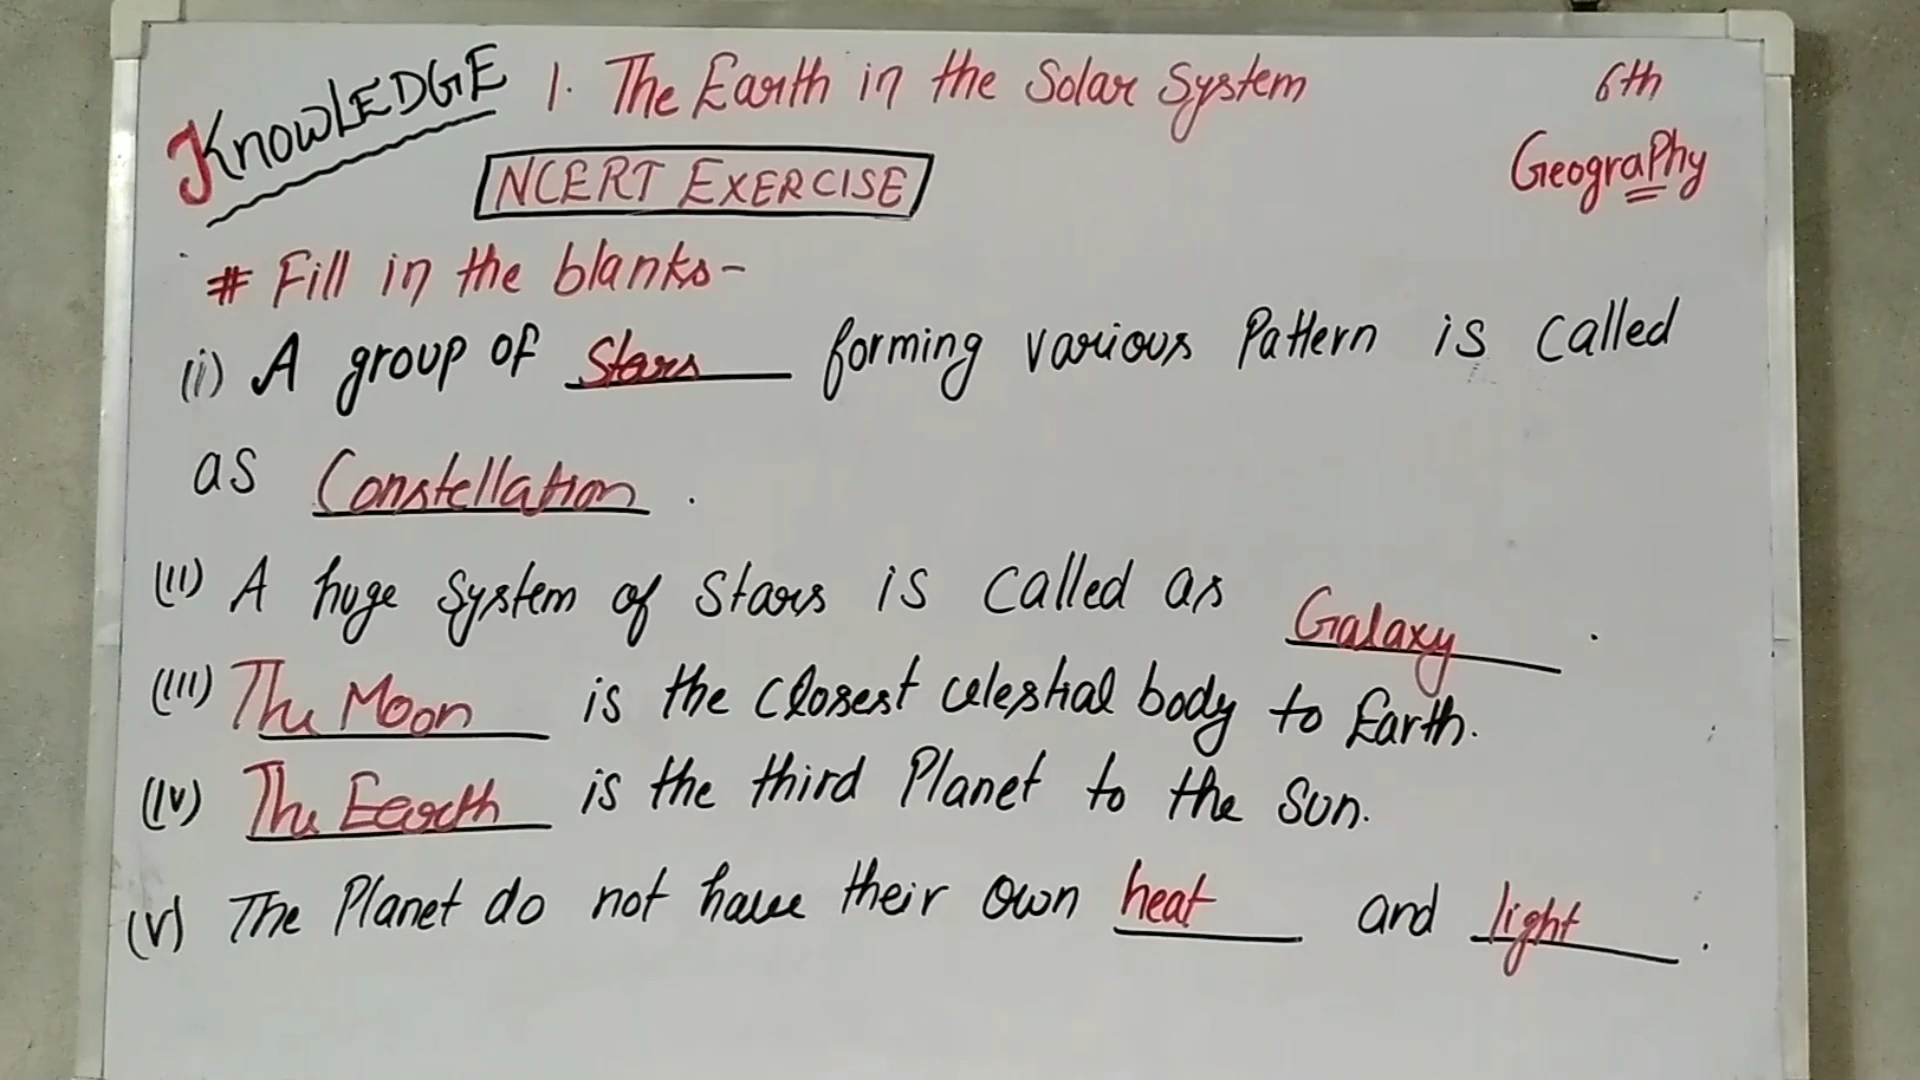 KNOWLEDGE 1. The Earth in the Solar System 6th
NCERT EXERCISE Geography
# Fill in the blanks-
(i) A group of Stars forming various Pattern is called
as Constellation .
(II) A huge System of Stars is called as Galaxy .
(III) The Moon is the closest celestial body to Earth.
(IV) The Earth is the third Planet to the Sun.
(V) The Planet do not have their own heat and light .